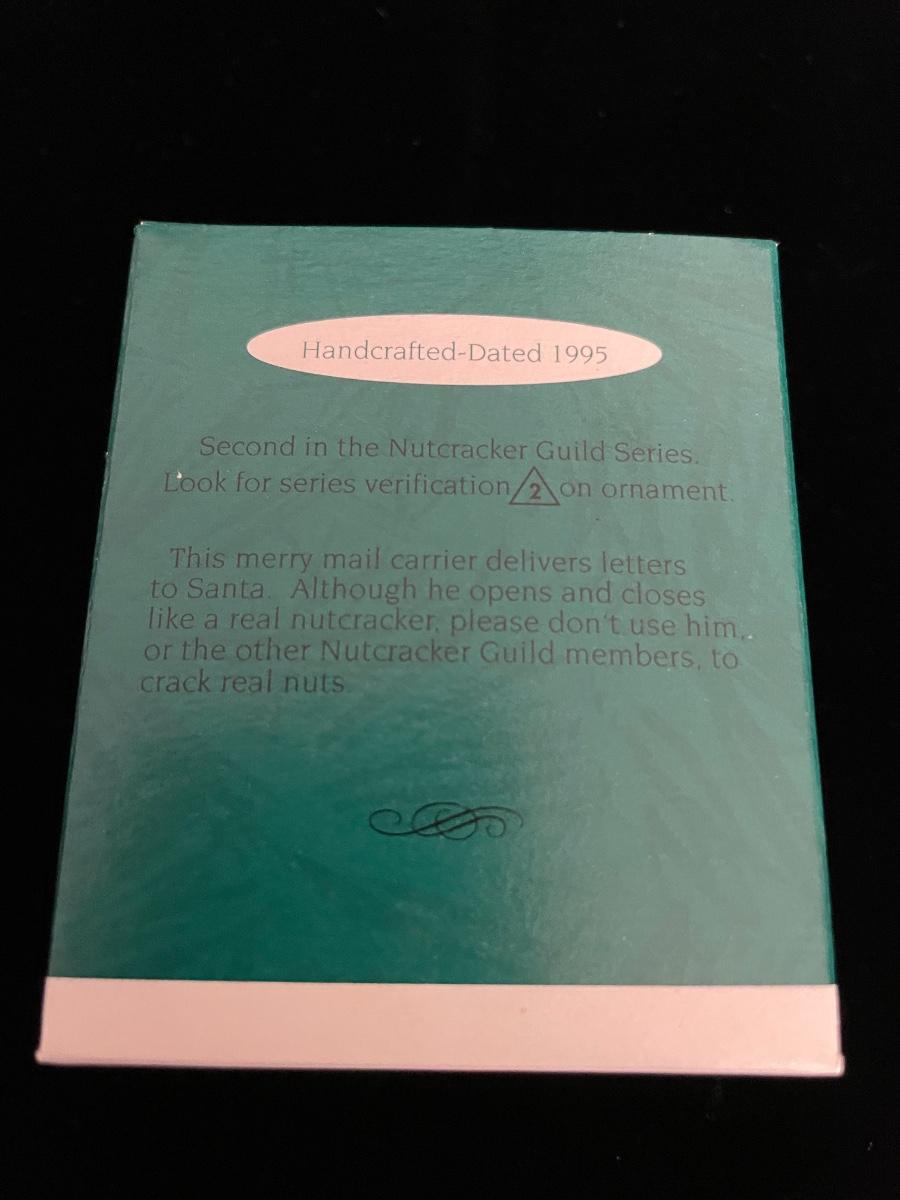 Handcrafted-Dated 1995
Second in the Nutcracker Guild Series.
Look for series verification 2 on ornament.
This merry mail carrier delivers letters
to Santa. Although he opens and closes
like a real nutcracker, please don't use him,
or the other Nutcracker Guild members, to
crack real nuts.